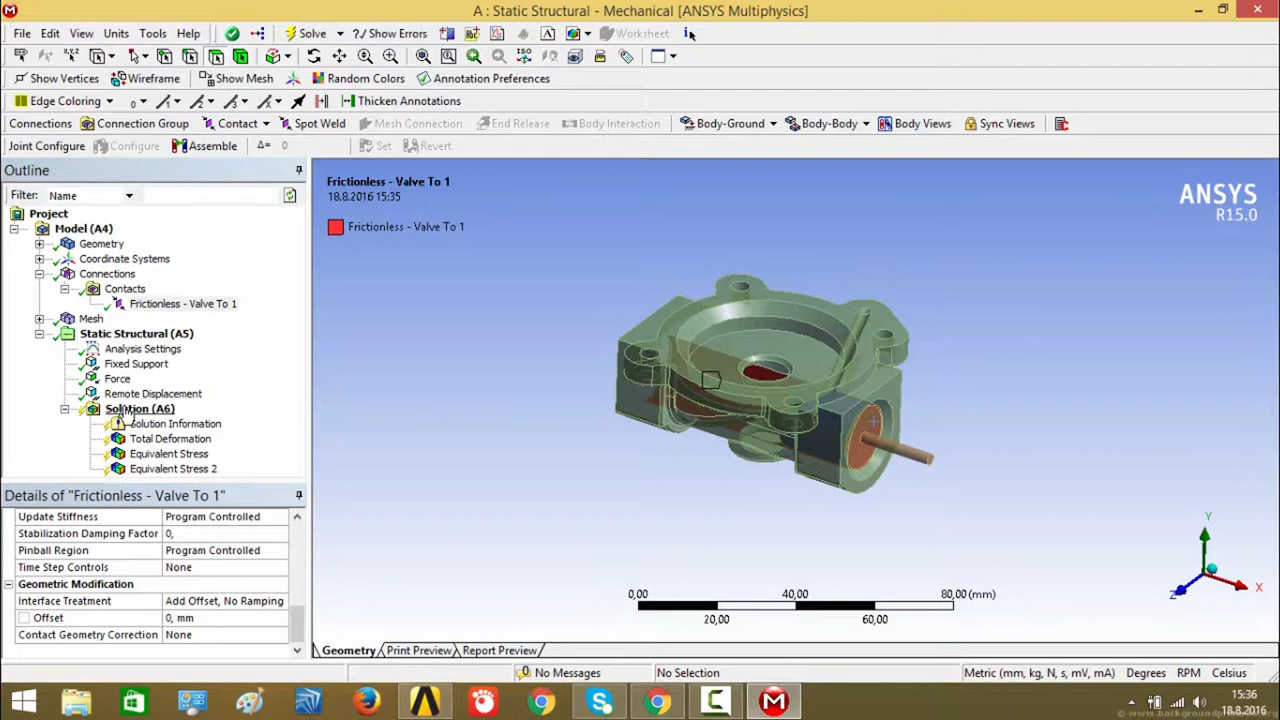 A : Static Structural - Mechanical [ANSYS Multiphysics]
File Edit View Units Tools Help Solve ?/ Show Errors Worksheet
Show Vertices Wireframe Show Mesh Random Colors Annotation Preferences
Edge Coloring Thicken Annotations
Connections Connection Group Contact Spot Weld Mesh Connection End Release Body Interaction Body-Ground Body-Body Body Views Sync Views
Joint Configure Configure Assemble Δ= 0 Set Revert
Outline
Filter: Name
Project
Model (A4)
Geometry
Coordinate Systems
Connections
Contacts
Frictionless - Valve To 1
Mesh
Static Structural (A5)
Analysis Settings
Fixed Support
Force
Remote Displacement
Solution (A6)
Solution Information
Total Deformation
Equivalent Stress
Equivalent Stress 2
Details of "Frictionless - Valve To 1"
Update Stiffness Program Controlled
Stabilization Damping Factor 0,
Pinball Region Program Controlled
Time Step Controls None
Geometric Modification
Interface Treatment Add Offset, No Ramping
Offset 0, mm
Contact Geometry Correction None
Frictionless - Valve To 1
18.8.2016 15:35
Frictionless - Valve To 1
ANSYS
R15.0
Y
X
Z
0,00 40,00 80,00 (mm)
20,00 60,00
Geometry Print Preview Report Preview
No Messages No Selection Metric (mm, kg, N, s, mV, mA) Degrees RPM Celsius
15:36
18.8.2016